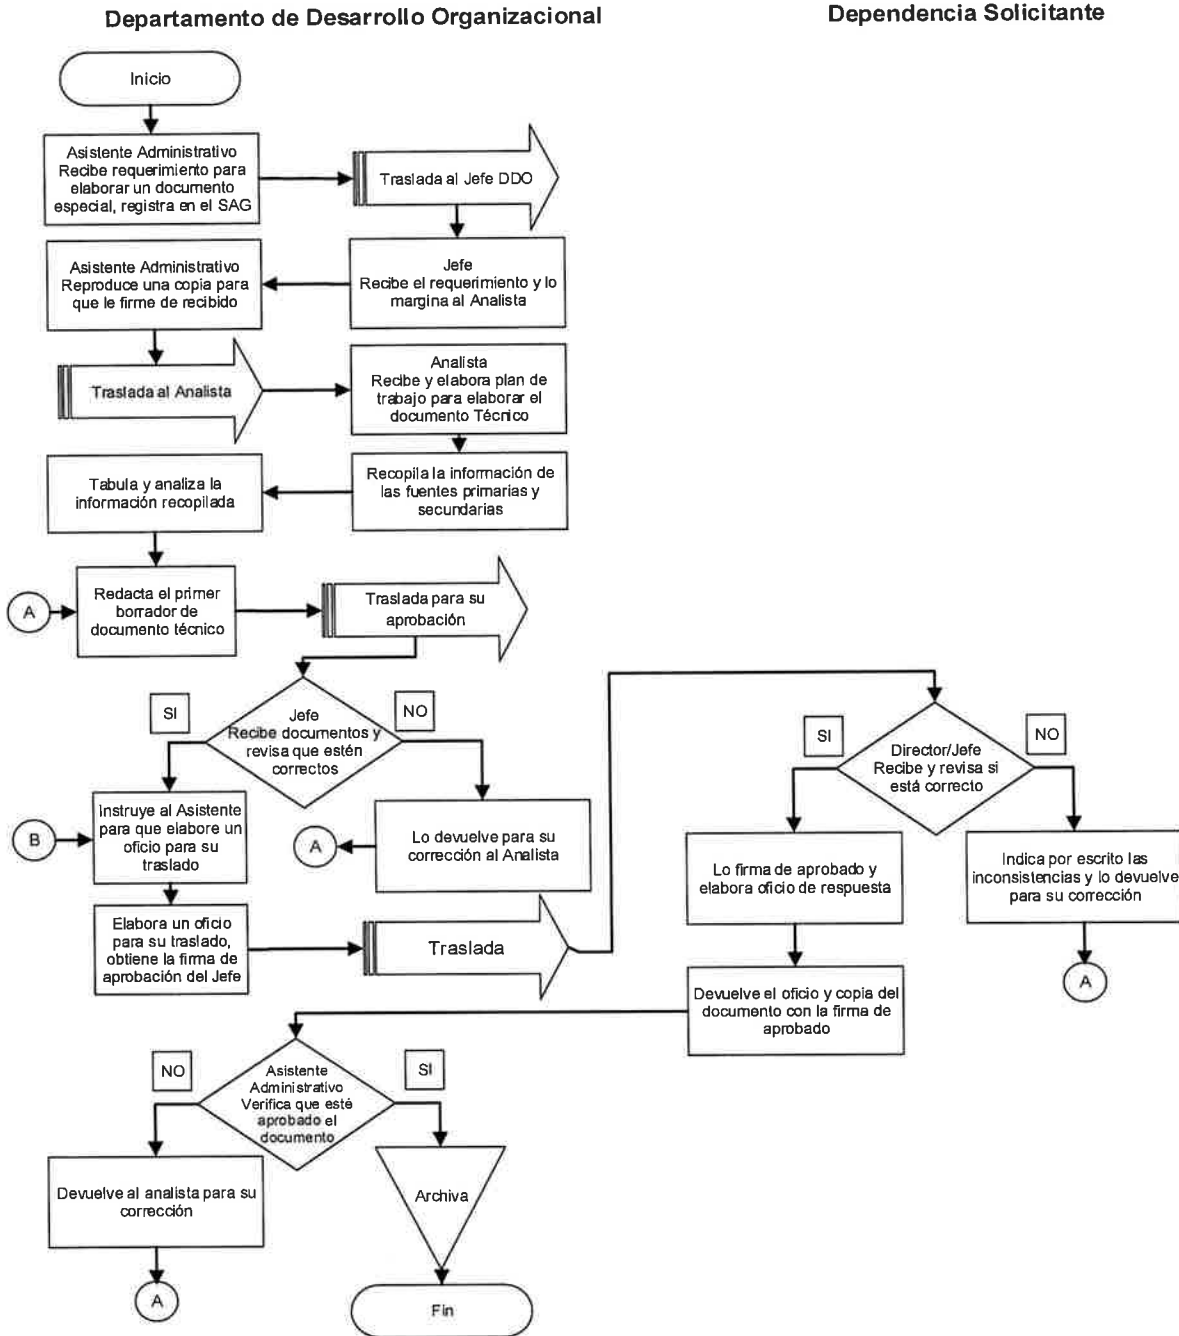 Departamento de Desarrollo Organizacional
Dependencia Solicitante
Inicio
Asistente Administrativo
Recibe requerimiento para
elaborar un documento
especial, registra en el SAG
Traslada al Jefe DDO
Asistente Administrativo
Reproduce una copia para
que le firme de recibido
Jefe
Recibe el requerimiento y lo
margina al Analista
Traslada al Analista
Analista
Recibe y elabora plan de
trabajo para elaborar el
documento Técnico
Tabula y analiza la
información recopilada
Recopila la información de
las fuentes primarias y
secundarias
A
Redacta el primer
borrador de
documento técnico
Traslada para su
aprobación
SI
Jefe
Recibe documentos y
revisa que estén
correctos
NO
SI
Director/Jefe
Recibe y revisa si
está correcto
NO
B
Instruye al Asistente
para que elabore un
oficio para su
traslado
A
Lo devuelve para su
corrección al Analista
Lo firma de aprobado y
elabora oficio de respuesta
Indica por escrito las
inconsistencias y lo devuelve
para su corrección
Elabora un oficio
para su traslado,
obtiene la firma de
aprobación del Jefe
Traslada
Devuelve el oficio y copia del
documento con la firma de
aprobado
A
NO
Asistente
Administrativo
Verifica que esté
aprobado el
documento
SI
Devuelve al analista para su
corrección
Archiva
A
Fin